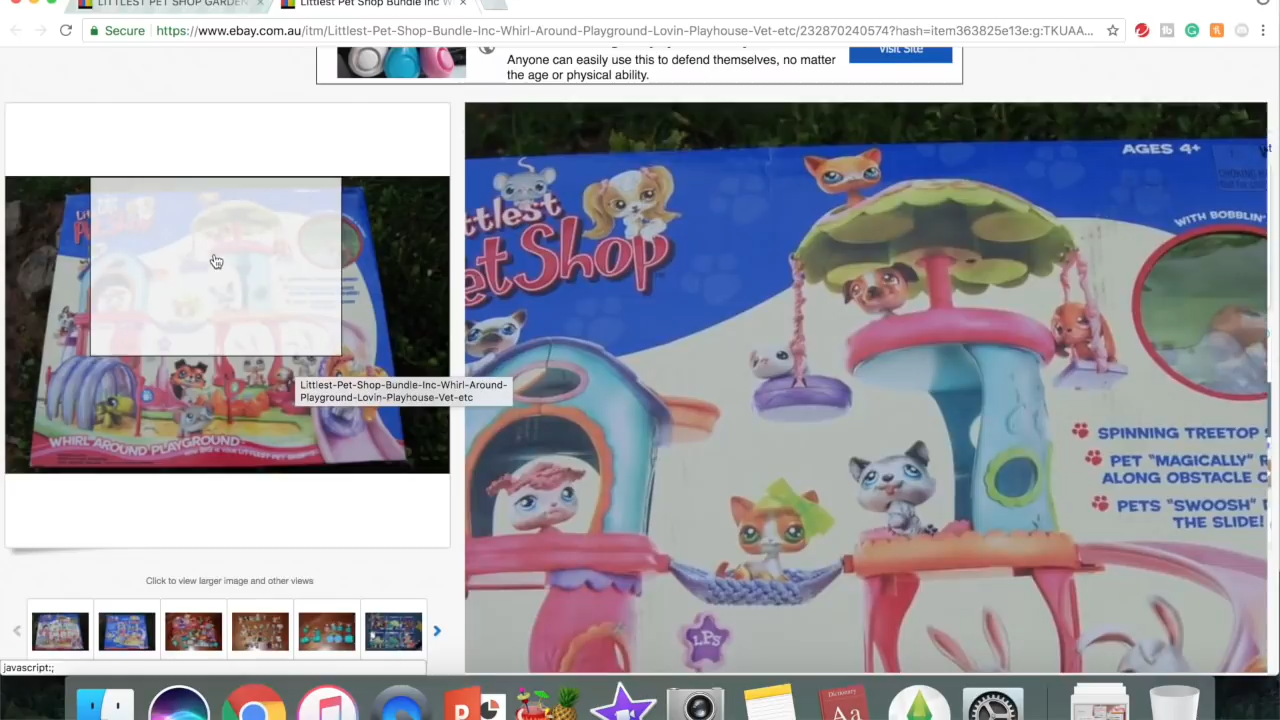 LITTLEST PET SHOP GARDEN
Littlest Pet Shop Bundle Inc W
Secure
https://www.ebay.com.au/itm/Littlest-Pet-Shop-Bundle-Inc-Whirl-Around-Playground-Lovin-Playhouse-Vet-etc/232870240574?hash=item363825e13e:g:TKUAA...
Anyone can easily use this to defend themselves, no matter
the age or physical ability.
Visit Site
AGES 4+
WITH BOBBLIN'
ittlest
PetShop
Littlest-Pet-Shop-Bundle-Inc-Whirl-Around-
Playground-Lovin-Playhouse-Vet-etc
WHIRL AROUND PLAYGROUND
SPINNING TREETOP
PET "MAGICALLY" R
ALONG OBSTACLE C
PETS "SWOOSH"
THE SLIDE!
LPS
Click to view larger image and other views
javascript:;
Dictionary
Aa